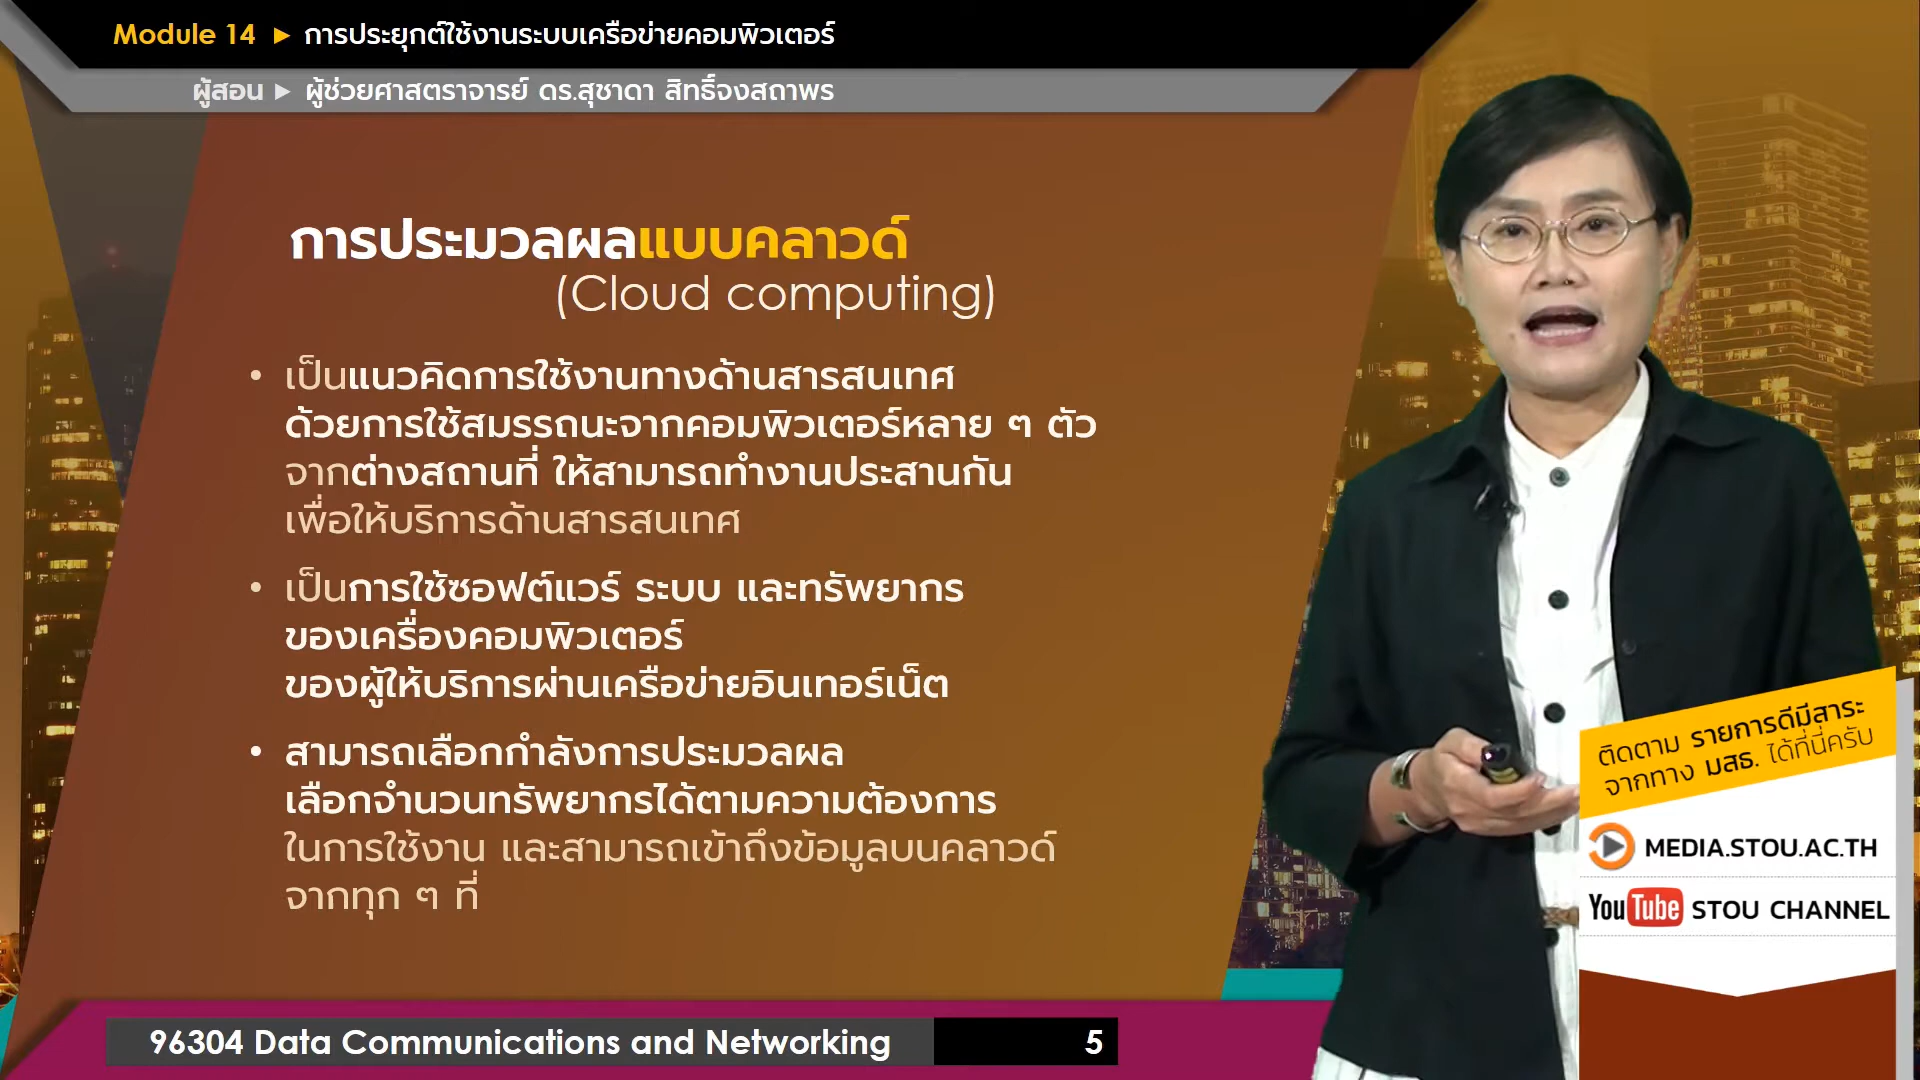 Module 14 ► การประยุกต์ใช้งานระบบเครือข่ายคอมพิวเตอร์
ผู้สอน ► ผู้ช่วยศาสตราจารย์ ดร.สุชาดา สิทธิ์จงสถาพร
การประมวลผลแบบคลาวด์
(Cloud computing)
• เป็นแนวคิดการใช้งานทางด้านสารสนเทศ
ด้วยการใช้สมรรถนะจากคอมพิวเตอร์หลาย ๆ ตัว
จากต่างสถานที่ ให้สามารถทำงานประสานกัน
เพื่อให้บริการด้านสารสนเทศ
• เป็นการใช้ซอฟต์แวร์ ระบบ และทรัพยากร
ของเครื่องคอมพิวเตอร์
ของผู้ให้บริการผ่านเครือข่ายอินเทอร์เน็ต
• สามารถเลือกกำลังการประมวลผล
เลือกจำนวนทรัพยากรได้ตามความต้องการ
ในการใช้งาน และสามารถเข้าถึงข้อมูลบนคลาวด์
จากทุก ๆ ที่
ติดตาม รายการดีมีสาระ
จากทาง มสธ. ได้ที่นี่ครับ
MEDIA.STOU.AC.TH
YouTube STOU CHANNEL
96304 Data Communications and Networking 5